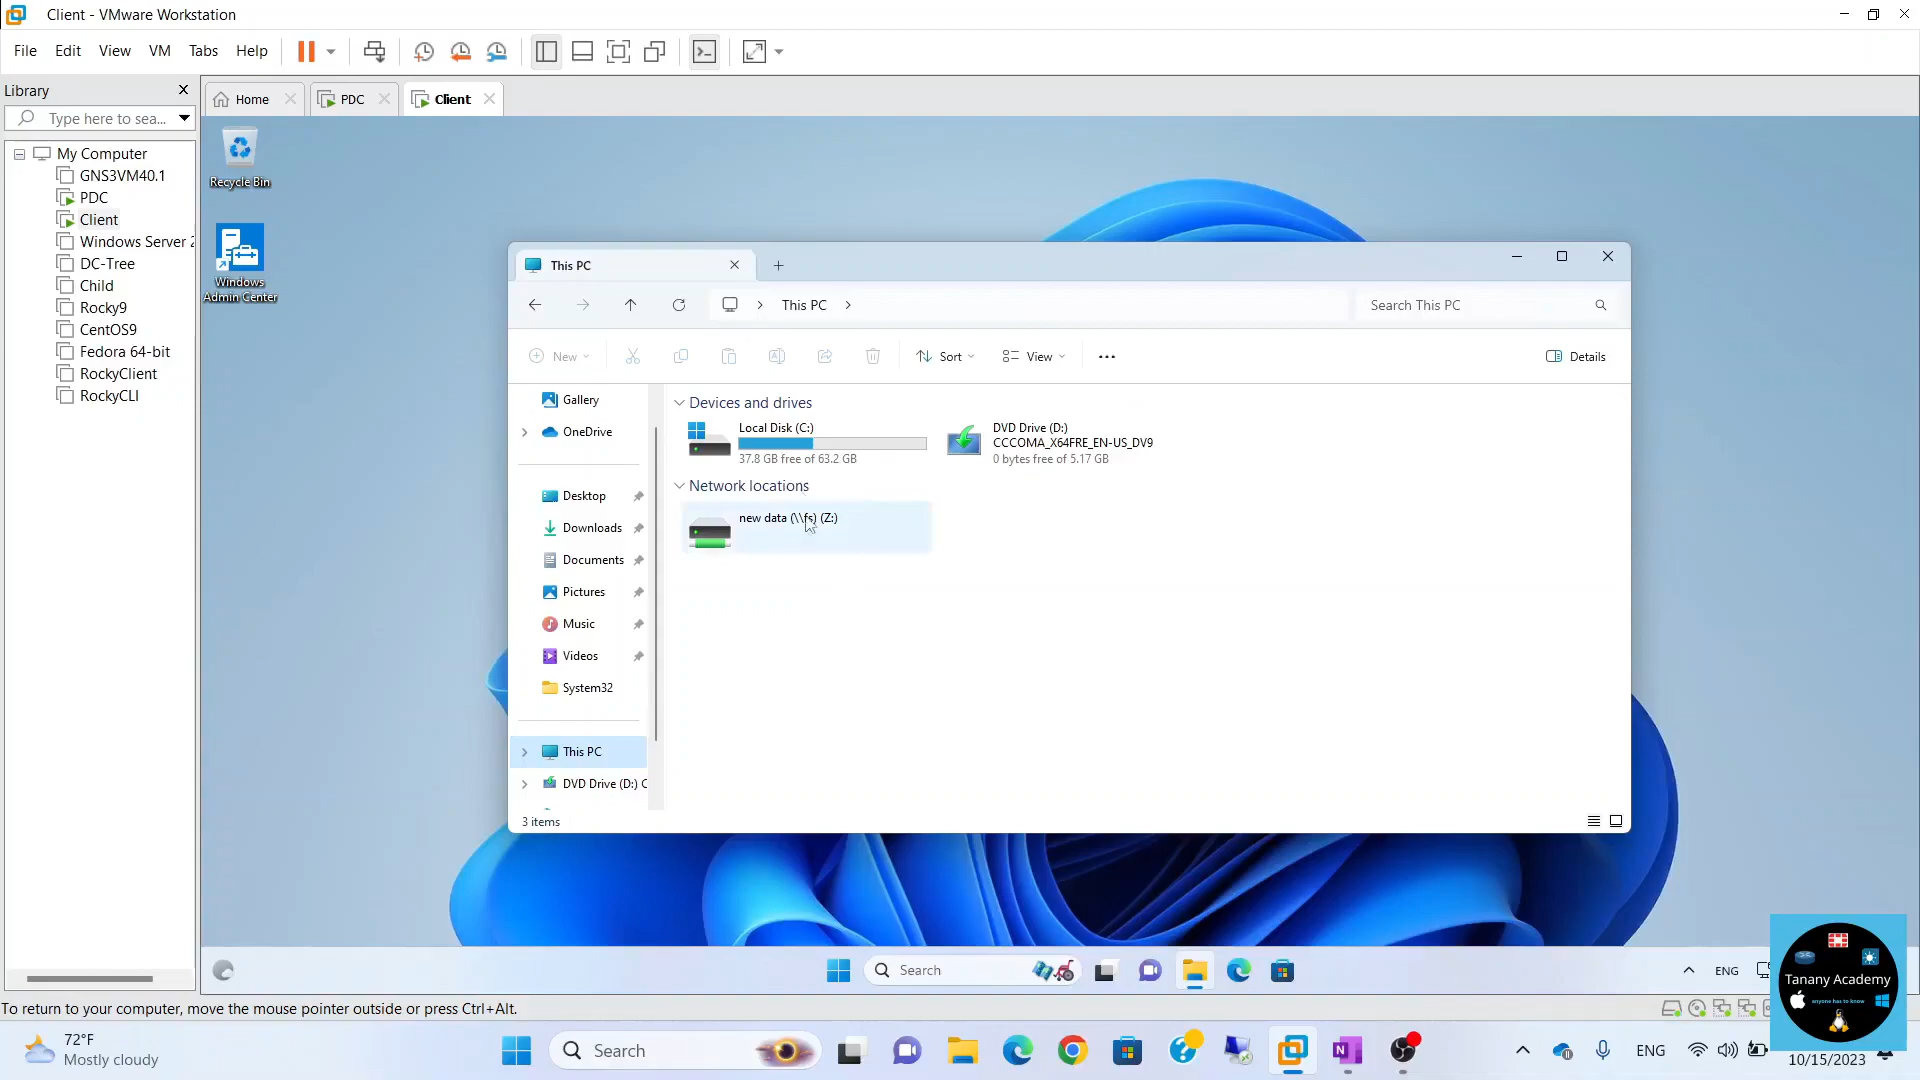 Client - VMware Workstation
File Edit View VM Tabs Help
Library
Type here to sea...
My Computer
GNS3VM40.1
PDC
Client
Windows Server 2
DC-Tree
Child
Rocky9
CentOS9
Fedora 64-bit
RockyClient
RockyCLI
Home
PDC
Client
Recycle Bin
Windows
Admin Center
This PC
This PC
Search This PC
New
Sort
View
Details
Gallery
OneDrive
Desktop
Downloads
Documents
Pictures
Music
Videos
System32
This PC
DVD Drive (D:) C
Devices and drives
Local Disk (C:)
37.8 GB free of 63.2 GB
DVD Drive (D:)
CCCOMA_X64FRE_EN-US_DV9
0 bytes free of 5.17 GB
Network locations
new data (\\fs) (Z:)
3 items
Search
ENG
Tanany Academy
anyone has to know
To return to your computer, move the mouse pointer outside or press Ctrl+Alt.
72°F
Mostly cloudy
Search
ENG
10/15/2023